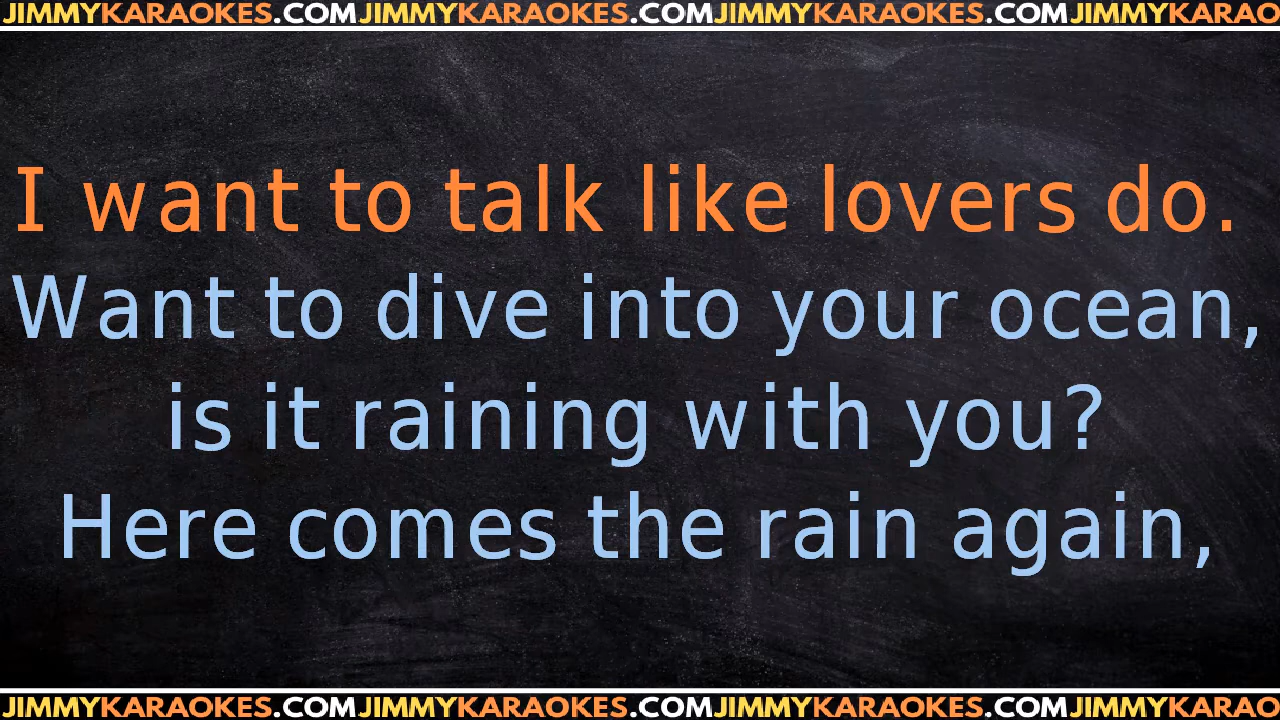 JIMMYKARAOKES.COMJIMMYKARAOKES.COMJIMMYKARAOKES.COMJIMMYKARAO
I want to talk like lovers do.
Want to dive into your ocean,
is it raining with you?
Here comes the rain again,
JIMMYKARAOKES.COMJIMMYKARAOKES.COMJIMMYKARAOKES.COMJIMMYKARAO